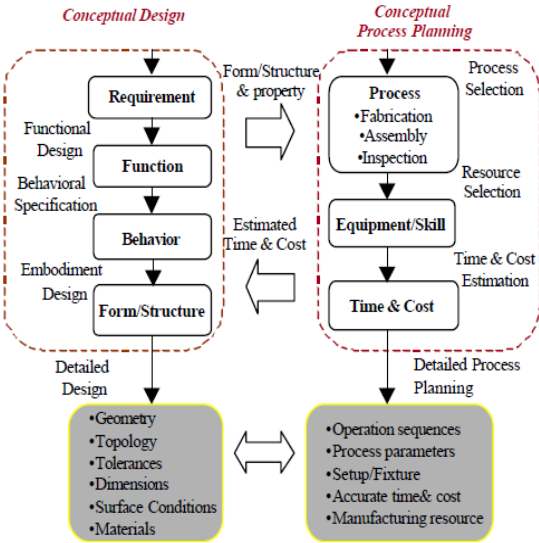 Conceptual Design
Requirement
Functional
Design
Function
Behavioral
Specification
Behavior
Embodiment
Design
Form/Structure
Detailed
Design
•Geometry
•Topology
•Tolerances
•Dimensions
•Surface Conditions
•Materials
Form/Structure
& property
Estimated
Time & Cost
Conceptual
Process Planning
Process
Selection
Process
•Fabrication
•Assembly
•Inspection
Resource
Selection
Equipment/Skill
Time & Cost
Estimation
Time & Cost
Detailed Process
Planning
•Operation sequences
•Process parameters
•Setup/Fixture
•Accurate time& cost
•Manufacturing resource